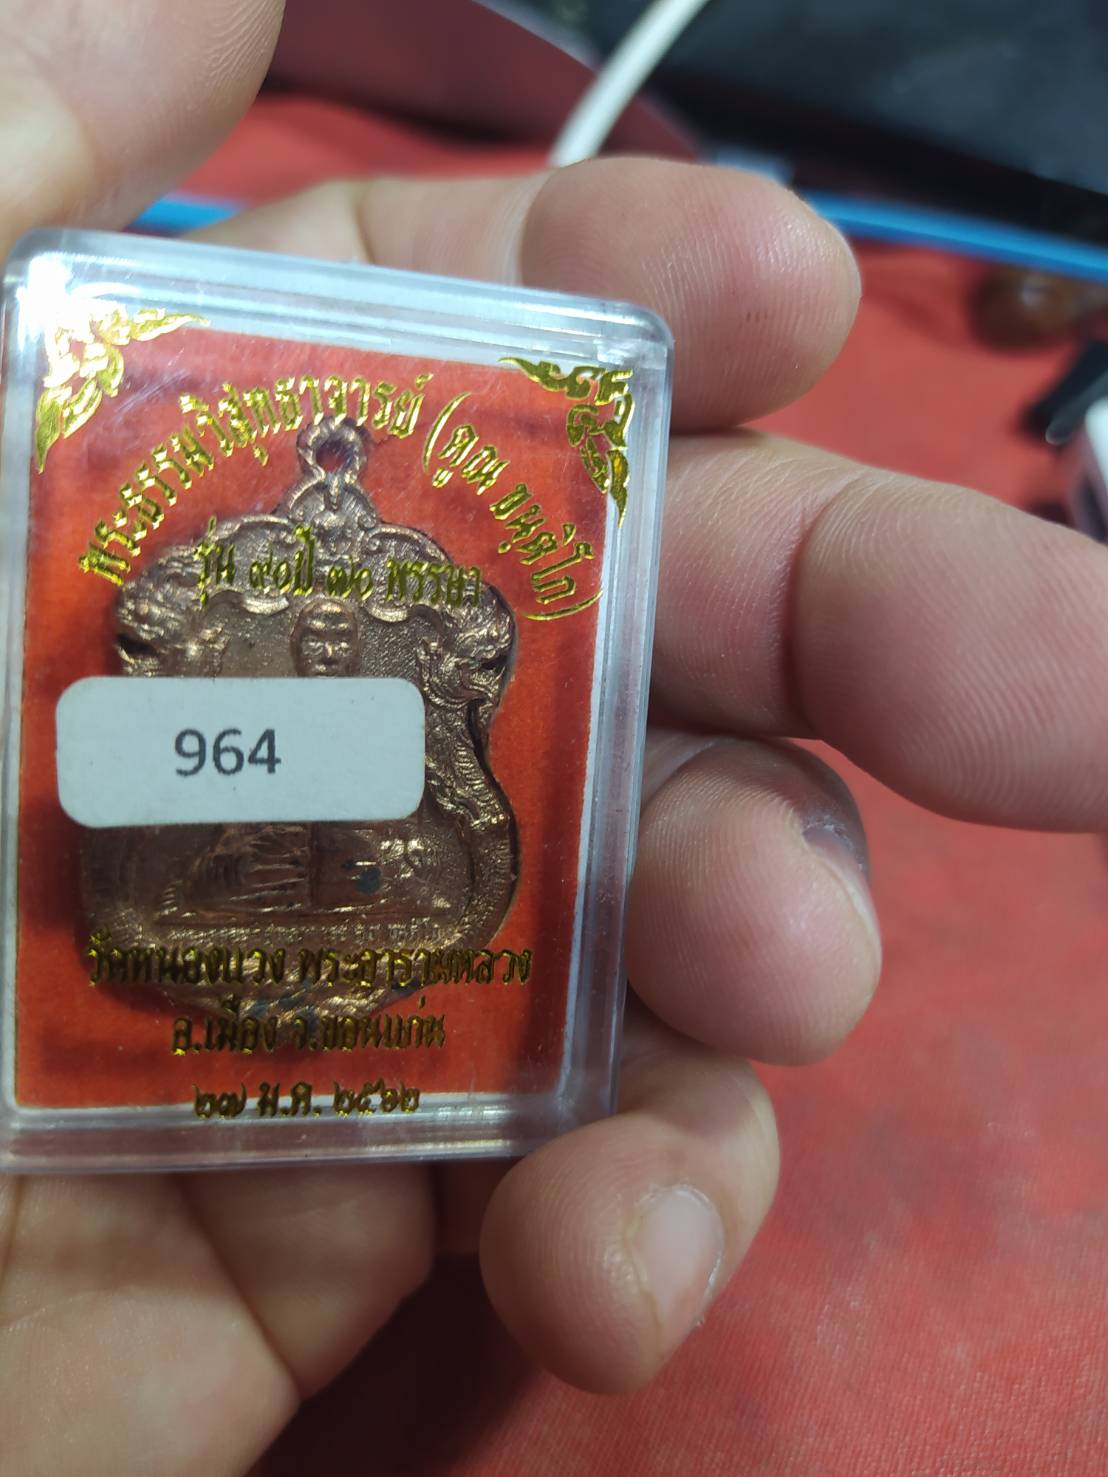 พระธรรมวิสุทธาจารย์ (คูณ ขนฺติโก)
รุ่น ๙๐ปี ๗๐ พรรษา
964
วัดหนองแวง พระอารามหลวง
อ.เมือง จ.ขอนแก่น
๒๗ ม.ค. ๒๕๖๒